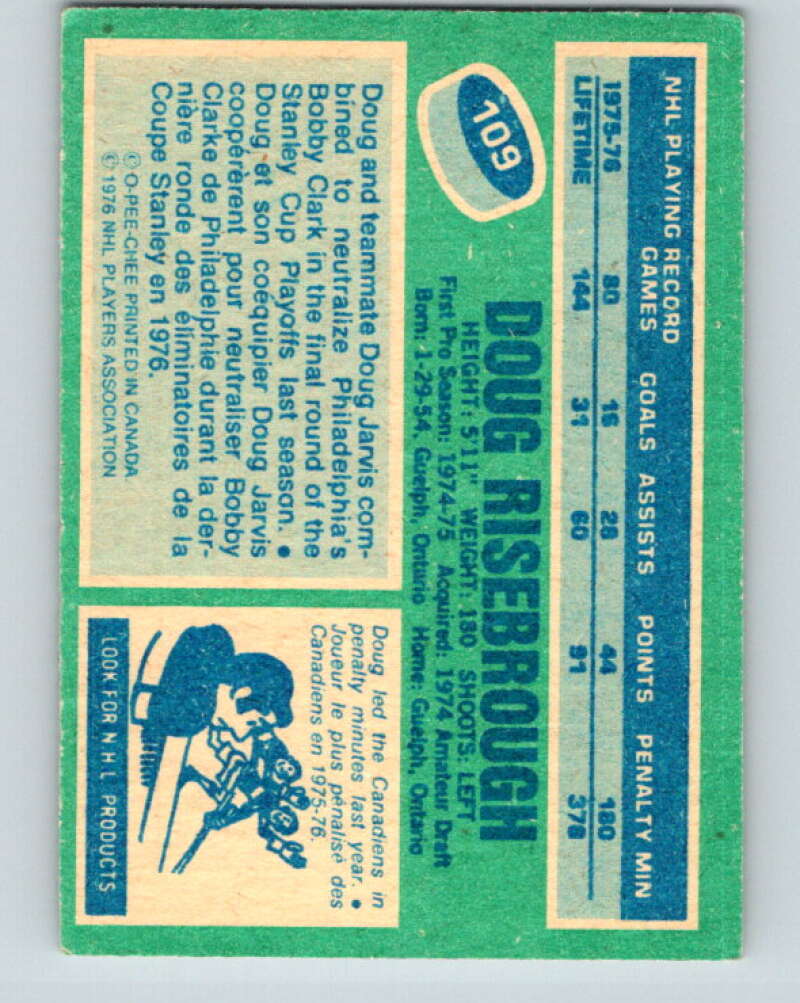 NHL PLAYING RECORD
GAMES GOALS ASSISTS POINTS PENALTY MIN
1975-76 80 16 28 44 180
LIFETIME 144 31 60 91 378
109
DOUG RISEBROUGH
HEIGHT: 5'11" WEIGHT: 180 SHOOTS: LEFT
First Pro Season: 1974-75 Acquired: 1974 Amateur Draft
Born: 1-29-54, Guelph, Ontario Home: Guelph, Ontario
Doug and teammate Doug Jarvis com-
bined to neutralize Philadelphia's
Bobby Clark in the final round of the
Stanley Cup Playoffs last season. •
Doug et son coéquipier Doug Jarvis
coopérèrent pour neutraliser Bobby
Clarke de Philadelphie durant la der-
nière ronde des éliminatoires de la
Coupe Stanley en 1976.
© O-PEE-CHEE PRINTED IN CANADA
© 1976 NHL PLAYERS ASSOCIATION
Doug led the Canadiens in
penalty minutes last year. •
Joueur le plus pénalisé des
Canadiens en 1975-76.
LOOK FOR NHL PRODUCTS